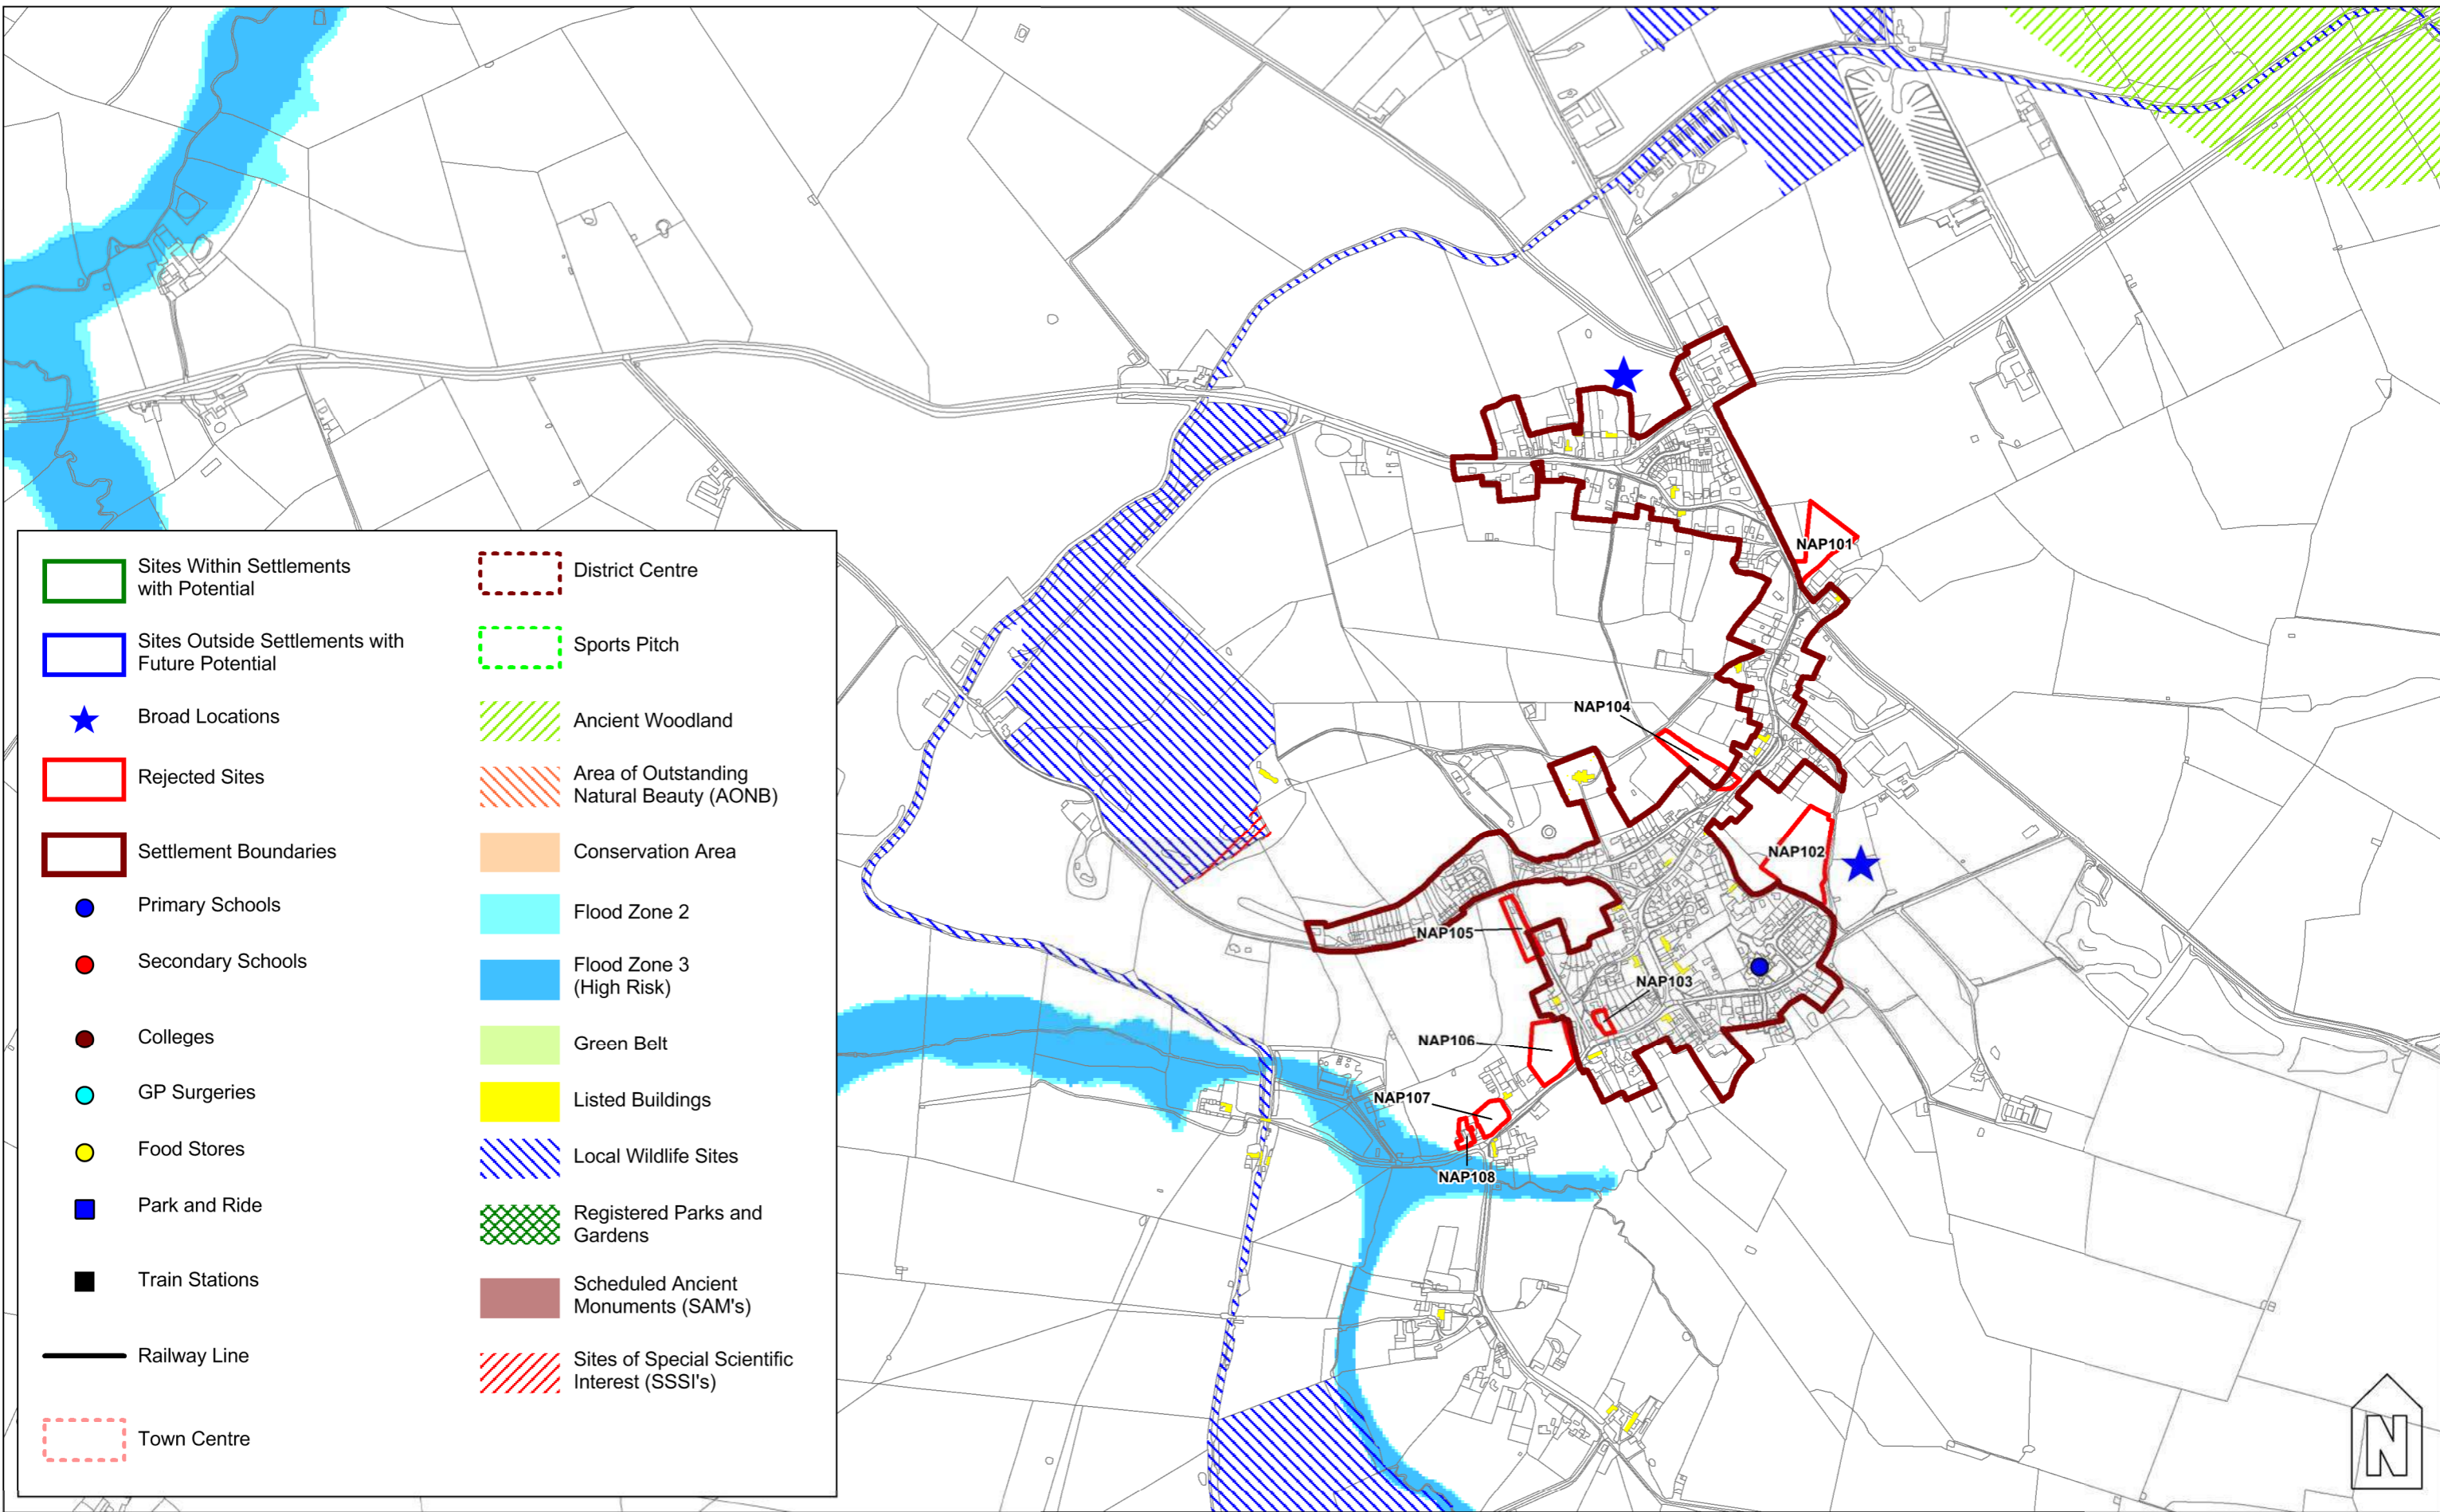 Sites Within Settlements
with Potential
Sites Outside Settlements with
Future Potential
Broad Locations
Rejected Sites
Settlement Boundaries
Primary Schools
Secondary Schools
Colleges
GP Surgeries
Food Stores
Park and Ride
Train Stations
Railway Line
Town Centre
District Centre
Sports Pitch
Ancient Woodland
Area of Outstanding
Natural Beauty (AONB)
Conservation Area
Flood Zone 2
Flood Zone 3
(High Risk)
Green Belt
Listed Buildings
Local Wildlife Sites
Registered Parks and
Gardens
Scheduled Ancient
Monuments (SAM's)
Sites of Special Scientific
Interest (SSSI's)
NAP101
NAP104
NAP102
NAP105
NAP103
NAP106
NAP107
NAP108
N